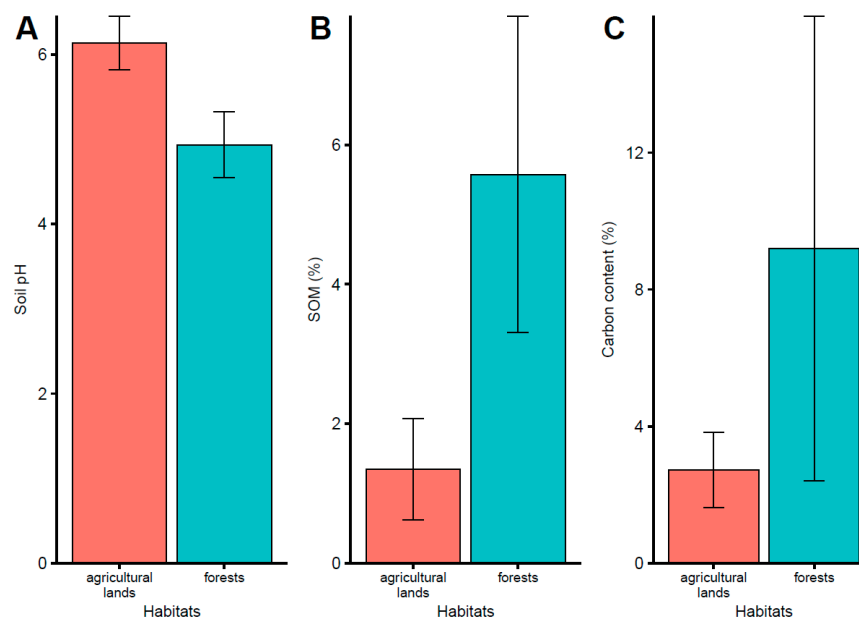 A
Soil pH
6
4
2
0
agricultural
lands
forests
Habitats
B
SOM (%)
6
4
2
0
agricultural
lands
forests
Habitats
C
Carbon content (%)
12
8
4
0
agricultural
lands
forests
Habitats